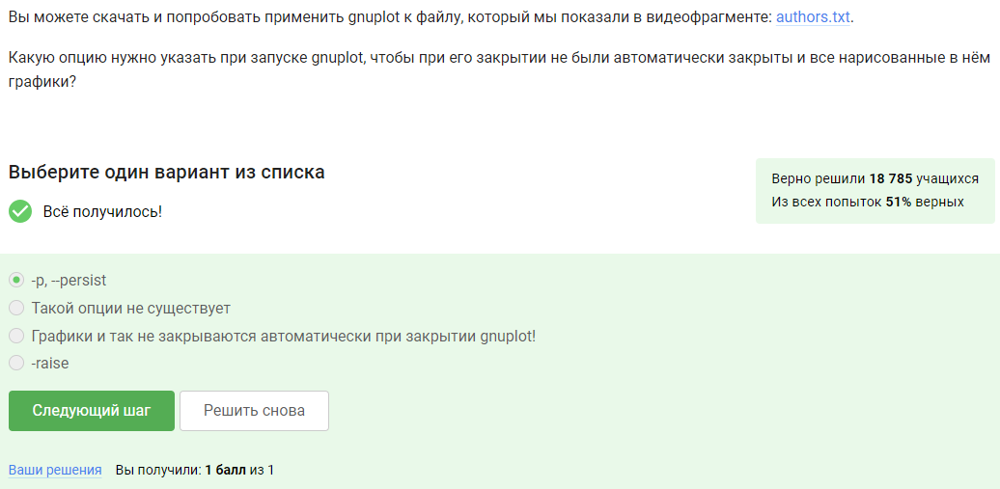 Вы можете скачать и попробовать применить gnuplot к файлу, который мы показали в видеофрагменте: authors.txt.
Какую опцию нужно указать при запуске gnuplot, чтобы при его закрытии не были автоматически закрыты и все нарисованные в нём
графики?
Выберите один вариант из списка
Всё получилось!
Верно решили 18 785 учащихся
Из всех попыток 51% верных
-p, --persist
Такой опции не существует
Графики и так не закрываются автоматически при закрытии gnuplot!
-raise
Следующий шаг
Решить снова
Ваши решения Вы получили: 1 балл из 1